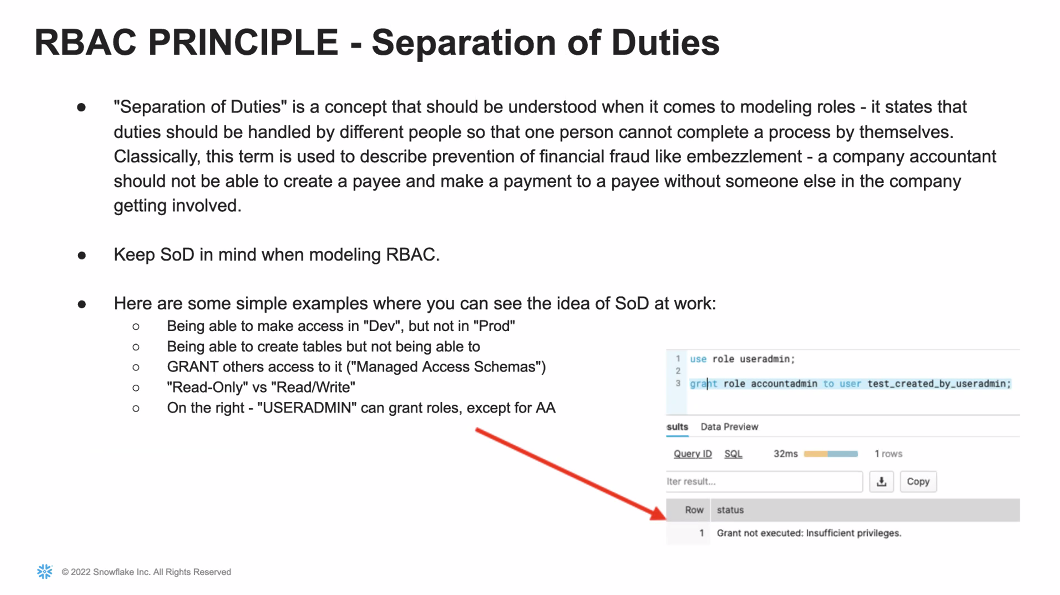 RBAC PRINCIPLE - Separation of Duties
● "Separation of Duties" is a concept that should be understood when it comes to modeling roles - it states that
duties should be handled by different people so that one person cannot complete a process by themselves.
Classically, this term is used to describe prevention of financial fraud like embezzlement - a company accountant
should not be able to create a payee and make a payment to a payee without someone else in the company
getting involved.
● Keep SoD in mind when modeling RBAC.
● Here are some simple examples where you can see the idea of SoD at work:
○ Being able to make access in "Dev", but not in "Prod"
○ Being able to create tables but not being able to
○ GRANT others access to it ("Managed Access Schemas")
○ "Read-Only" vs "Read/Write"
○ On the right - "USERADMIN" can grant roles, except for AA
1 use role useradmin;
2
3 grant role accountadmin to user test_created_by_useradmin;
sults Data Preview
Query ID SQL 32ms 1 rows
lter result... Copy
Row status
1 Grant not executed: Insufficient privileges.
© 2022 Snowflake Inc. All Rights Reserved